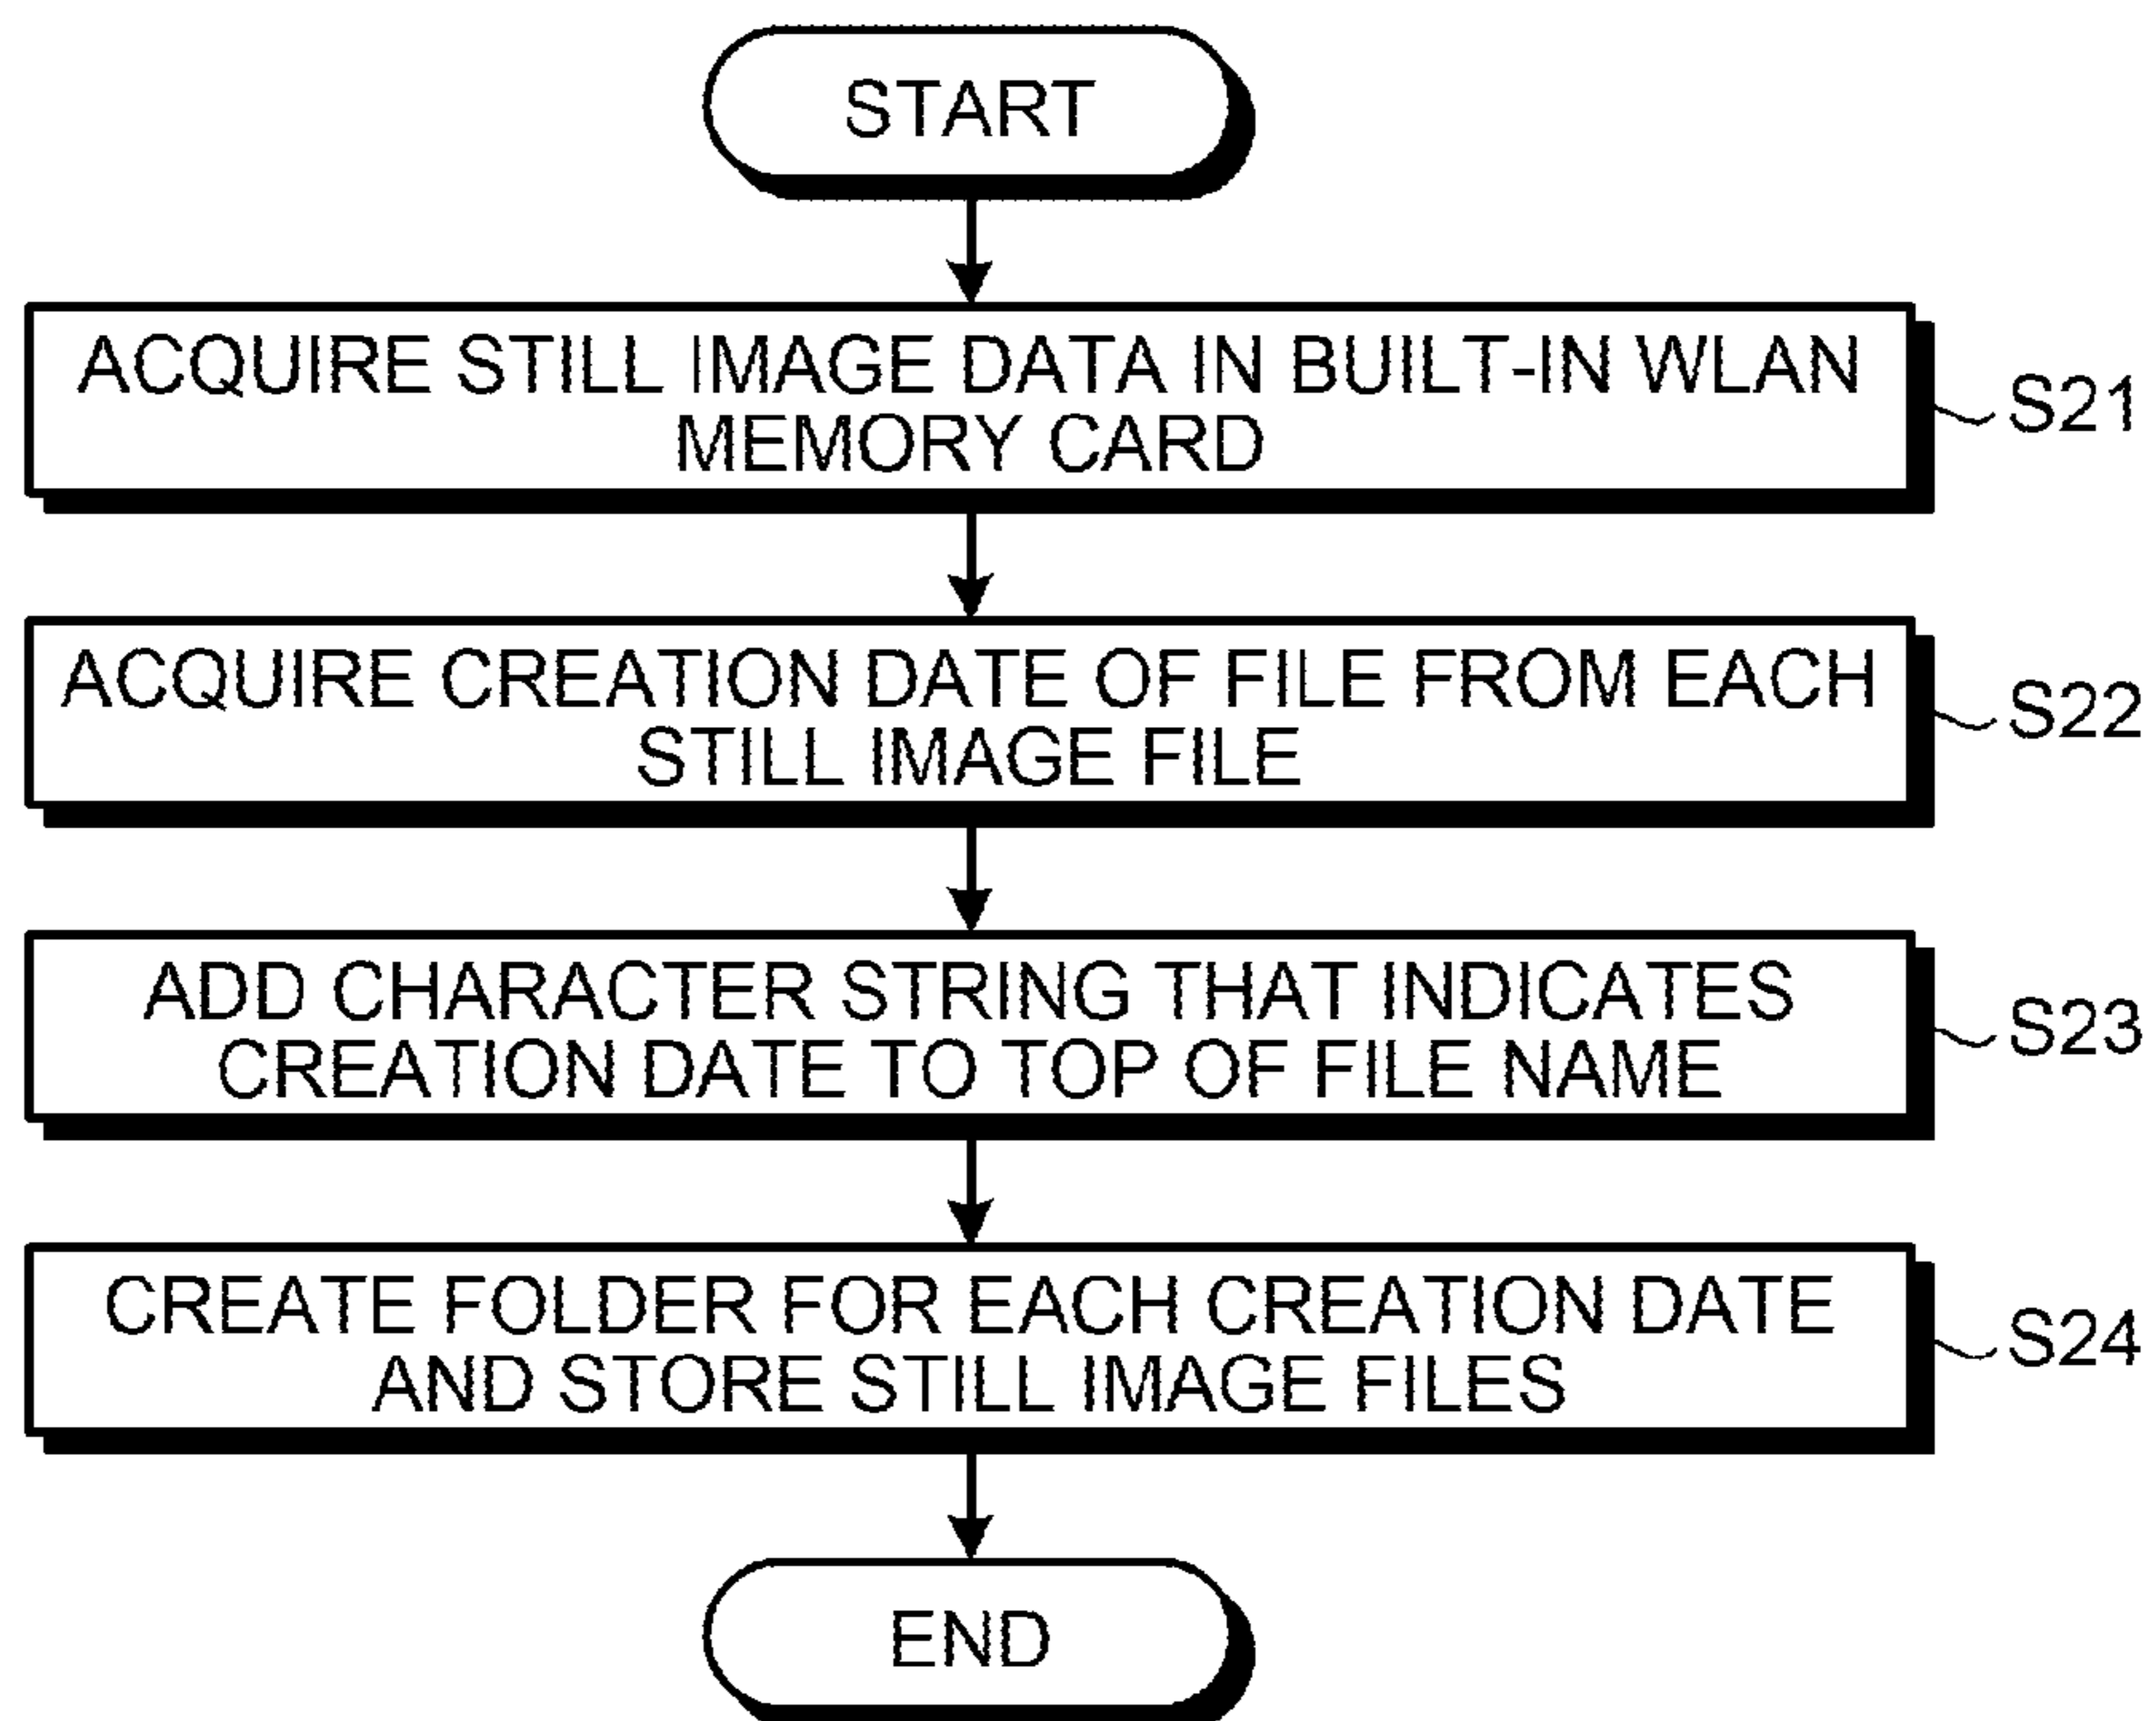 START
ACQUIRE STILL IMAGE DATA IN BUILT-IN WLAN
MEMORY CARD
S21
ACQUIRE CREATION DATE OF FILE FROM EACH
STILL IMAGE FILE
S22
ADD CHARACTER STRING THAT INDICATES
CREATION DATE TO TOP OF FILE NAME
S23
CREATE FOLDER FOR EACH CREATION DATE
AND STORE STILL IMAGE FILES
S24
END